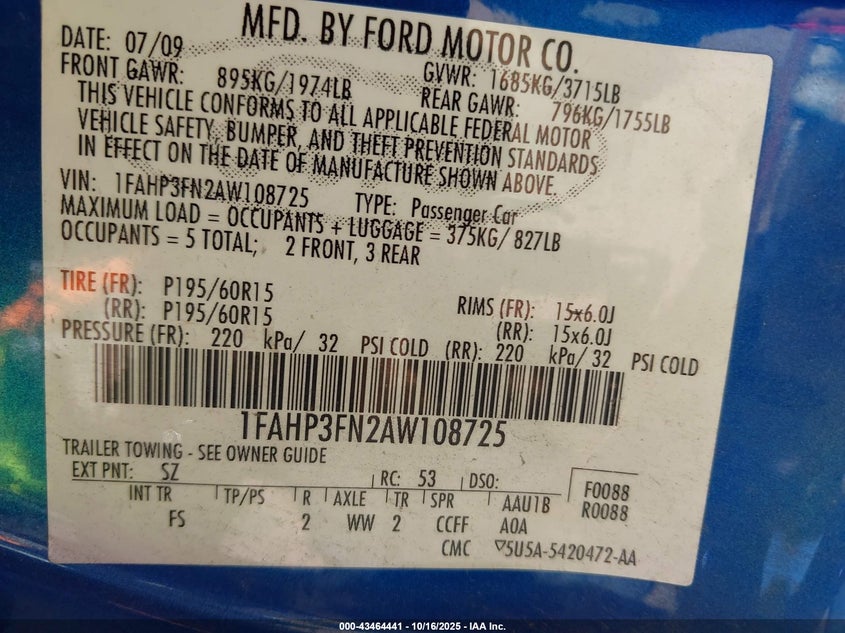 MFD. BY FORD MOTOR CO.
DATE: 07/09 GVWR: 1685KG/3715LB
FRONT GAWR: 895KG/1974LB REAR GAWR: 796KG/1755LB
THIS VEHICLE CONFORMS TO ALL APPLICABLE FEDERAL MOTOR
VEHICLE SAFETY, BUMPER, AND THEFT PREVENTION STANDARDS
IN EFFECT ON THE DATE OF MANUFACTURE SHOWN ABOVE.
VIN: 1FAHP3FN2AW108725 TYPE: Passenger Car
MAXIMUM LOAD = OCCUPANTS + LUGGAGE = 375KG/ 827LB
OCCUPANTS = 5 TOTAL; 2 FRONT, 3 REAR
TIRE (FR): P195/60R15 RIMS (FR): 15x6.0J
(RR): P195/60R15 (RR): 15x6.0J
PRESSURE (FR): 220 kPa/ 32 PSI COLD (RR): 220 kPa/ 32 PSI COLD
1FAHP3FN2AW108725
TRAILER TOWING - SEE OWNER GUIDE
EXT PNT: SZ RC: 53 DSO: F0088
INT TR TP/PS R AXLE TR SPR AAU1B R0088
FS 2 WW 2 CCFF AOA
CMC ▽5U5A-5420472-AA
000-43464441 - 10/16/2025 - IAA Inc.